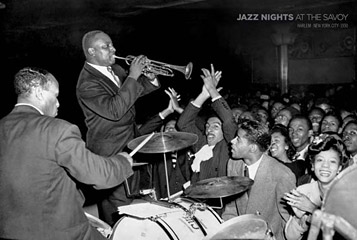 JAZZ NIGHTS AT THE SAVOY
HARLEM · NEW YORK CITY ·